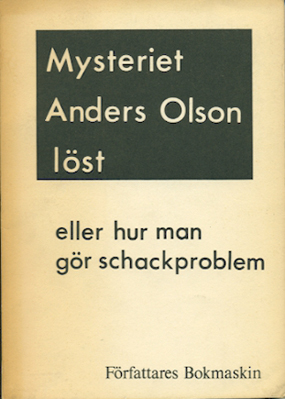 Mysteriet
Anders Olson
löst
eller hur man
gör schackproblem
Författares Bokmaskin